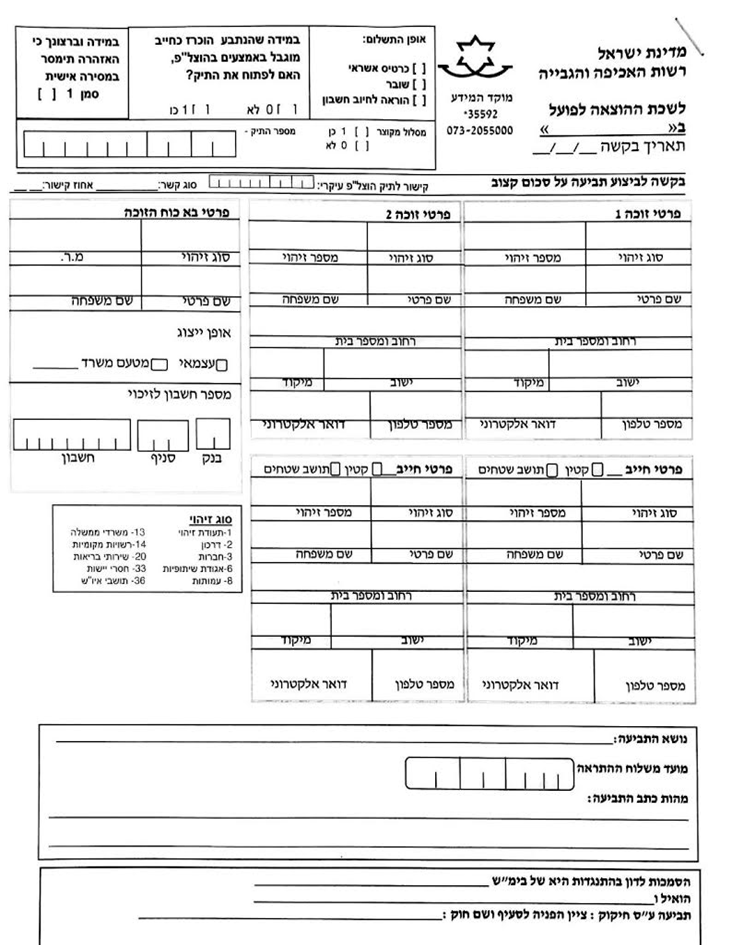 מדינת ישראל
רשות האכיפה והגבייה
לשכת ההוצאה לפועל
ב»________________«
תאריך בקשה __/__/__
מוקד המידע
35592*
073-2055000
אופן התשלום:
[ ] כרטיס אשראי
[ ] שובר
[ ] הוראה לחיוב חשבון
במידה שהנתבע הוכרז כחייב
מוגבל באמצעים בהוצל"פ,
האם לפתוח את התיק?
[ ] 0 לא [ ] 1 כן
במידה וברצונך כי
האזהרה תימסר
במסירה אישית
סמן 1 [ ]
מסלול מקוצר [ ] 1 כן
[ ] 0 לא
מספר התיק -
בקשה לביצוע תביעה על סכום קצוב
קישור לתיק הוצל"פ עיקרי: סוג קשר:__________ אחוז קישור:__ __
פרטי זוכה 1
סוג זיהוי מספר זיהוי
שם פרטי שם משפחה
רחוב ומספר בית
ישוב מיקוד
מספר טלפון דואר אלקטרוני
פרטי זוכה 2
סוג זיהוי מספר זיהוי
שם פרטי שם משפחה
רחוב ומספר בית
ישוב מיקוד
מספר טלפון דואר אלקטרוני
פרטי בא כוח הזוכה
סוג זיהוי מ.ר.
שם פרטי שם משפחה
אופן ייצוג
עצמאי מטעם משרד ______
מספר חשבון לזיכוי
בנק סניף חשבון
פרטי חייב __ קטין תושב שטחים
סוג זיהוי מספר זיהוי
שם פרטי שם משפחה
רחוב ומספר בית
ישוב מיקוד
מספר טלפון דואר אלקטרוני
פרטי חייב__ קטין תושב שטחים
סוג זיהוי מספר זיהוי
שם פרטי שם משפחה
רחוב ומספר בית
ישוב מיקוד
מספר טלפון דואר אלקטרוני
סוג זיהוי
1-תעודת זיהוי 13- משרדי ממשלה
2- דרכון 14-רשויות מקומיות
3-חברות 20- שירותי בריאות
6-אגודת שיתופיות 33- חסרי יישות
8- עמותות 36- תושבי איו"ש
נושא התביעה:____________________
מועד משלוח ההתראה
מהות כתב התביעה:
הסמכות לדון בהתנגדות היא של בימ"ש ____________________
הואיל ו____________________
תביעה ע"ס חיקוק : ציין הפניה לסעיף ושם חוק :____________________